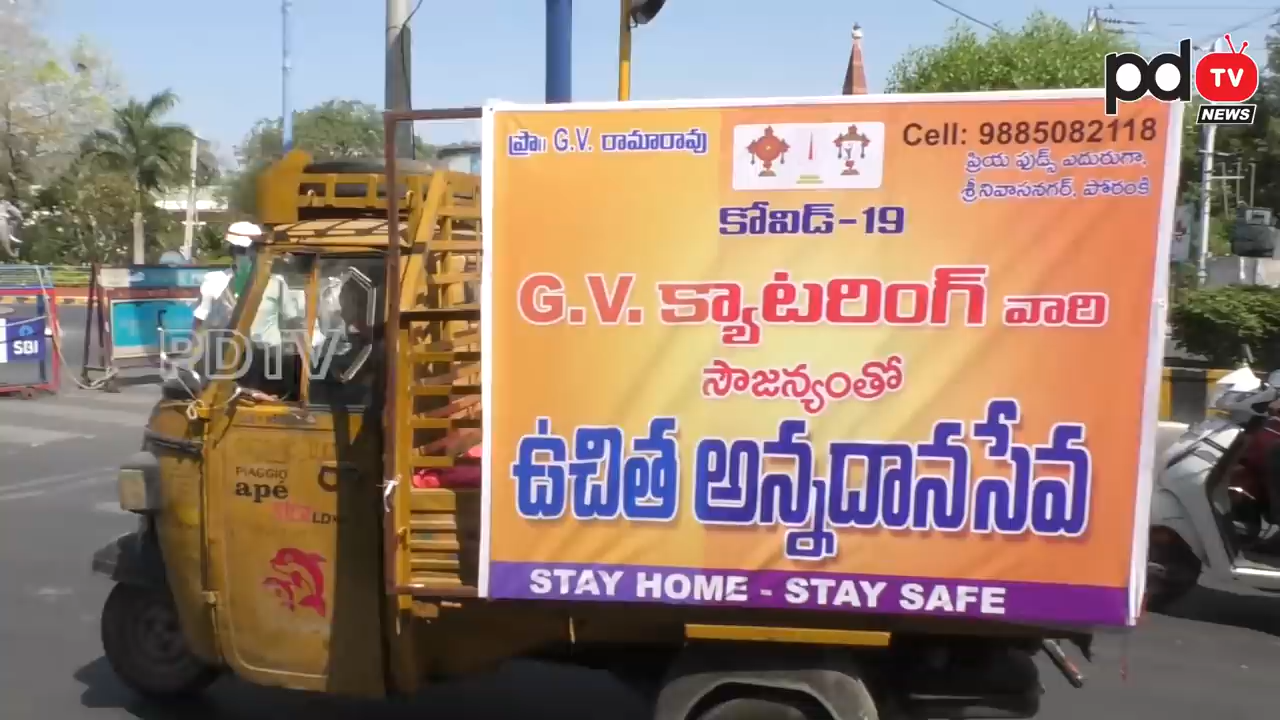 pd TV NEWS
ప్రొ॥ G.V. రామారావు
Cell: 9885082118
ప్రియ ఫుడ్స్ ఎదురుగా,
శ్రీనివాసనగర్, పోరంకి
కోవిడ్-19
G.V. క్యాటరింగ్ వారి
సౌజన్యంతో
ఉచిత అన్నదానసేవ
STAY HOME - STAY SAFE
SBI
PDTV
PIAGGIO
apé
LD